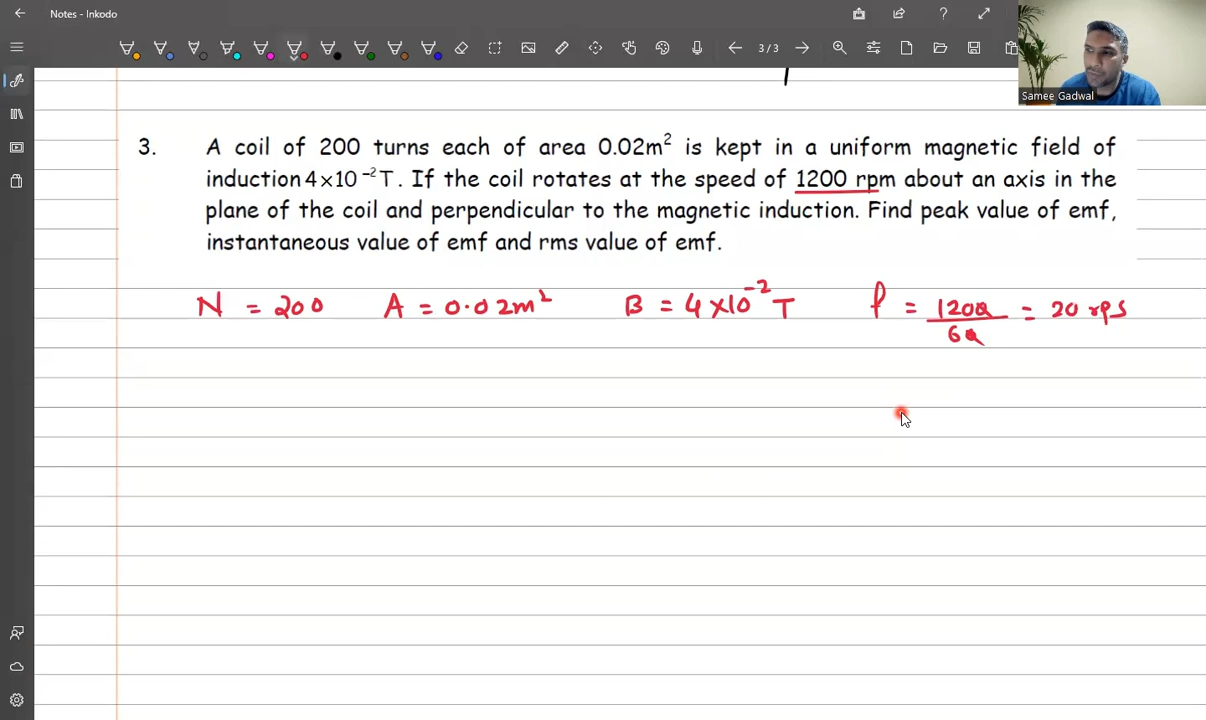 Notes - Inkodo
3 / 3
Samee Gadwal
3. A coil of 200 turns each of area 0.02m² is kept in a uniform magnetic field of
induction 4×10⁻²T. If the coil rotates at the speed of 1200 rpm about an axis in the
plane of the coil and perpendicular to the magnetic induction. Find peak value of emf,
instantaneous value of emf and rms value of emf.
N = 200 A = 0.02m² B = 4×10⁻² T f = 1200/60 = 20 rps